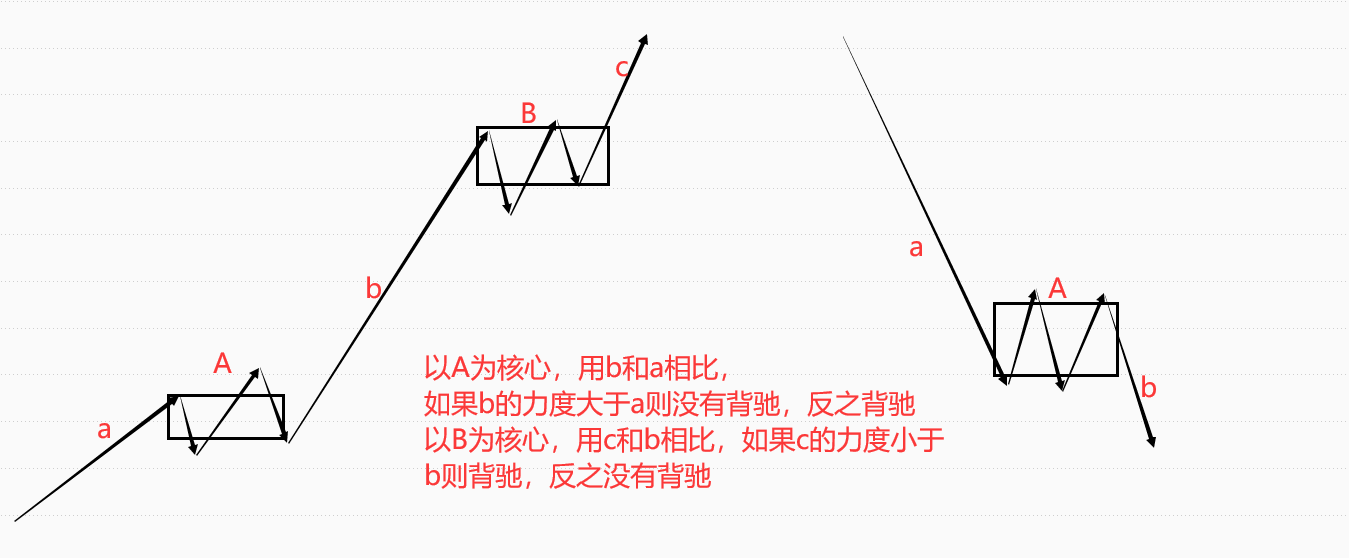 c
B
a
b
A
A
b
a
以A为核心，用b和a相比，
如果b的力度大于a则没有背驰，反之背驰
以B为核心，用c和b相比，如果c的力度小于
b则背驰，反之没有背驰